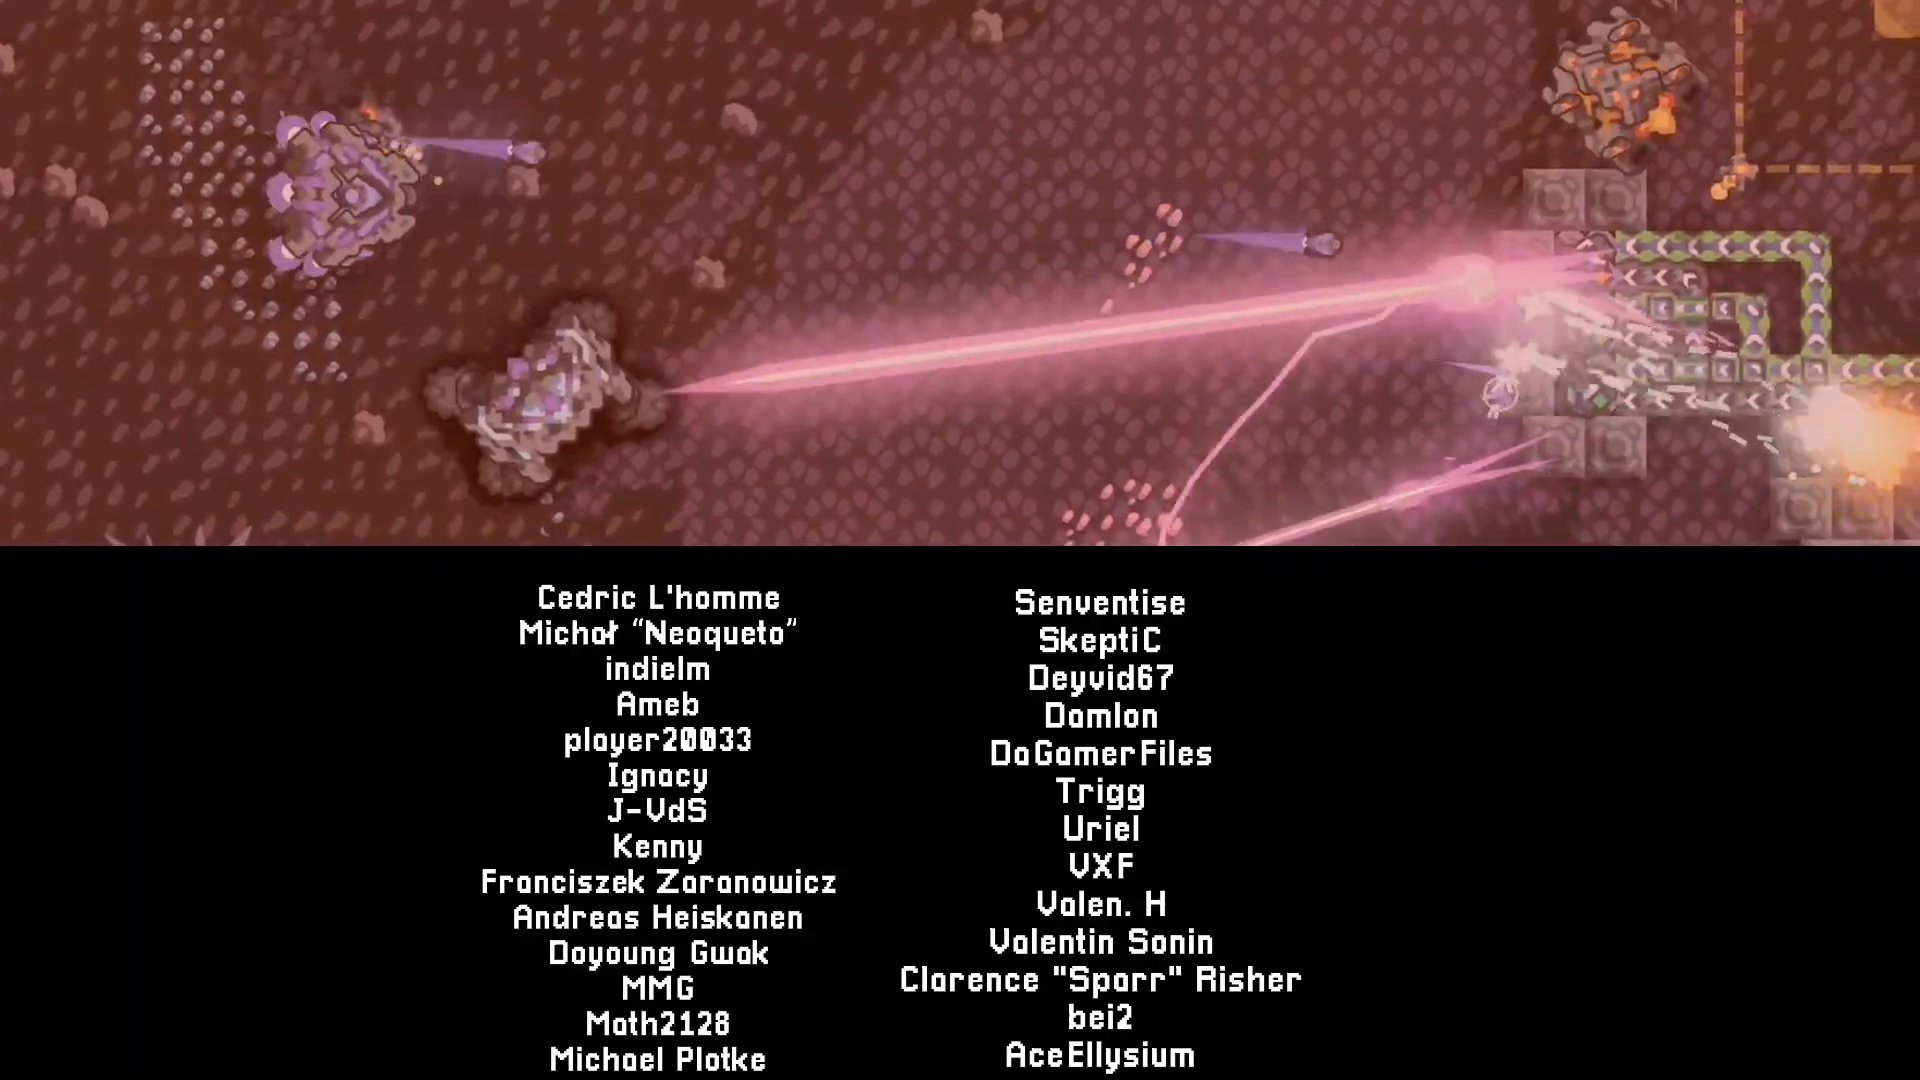 Cedric L'homme
Michał “Neoqueto”
indielm
Ameb
player20033
Ignacy
J-VdS
Kenny
Franciszek Zaranowicz
Andreas Heiskanen
Doyoung Gwak
MMG
Math2128
Michael Plotke
Senventise
SkeptiC
Deyvid67
Damlon
DaGamerFiles
Trigg
Uriel
VXF
Valen. H
Valentin Sonin
Clarence "Sparr" Risher
bei2
AceEllysium